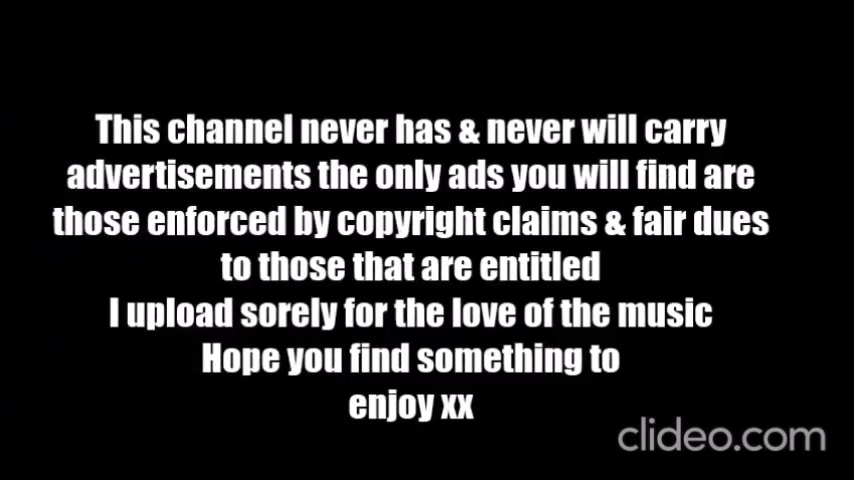 This channel never has & never will carry
advertisements the only ads you will find are
those enforced by copyright claims & fair dues
to those that are entitled
I upload sorely for the love of the music
Hope you find something to
enjoy xx
clideo.com